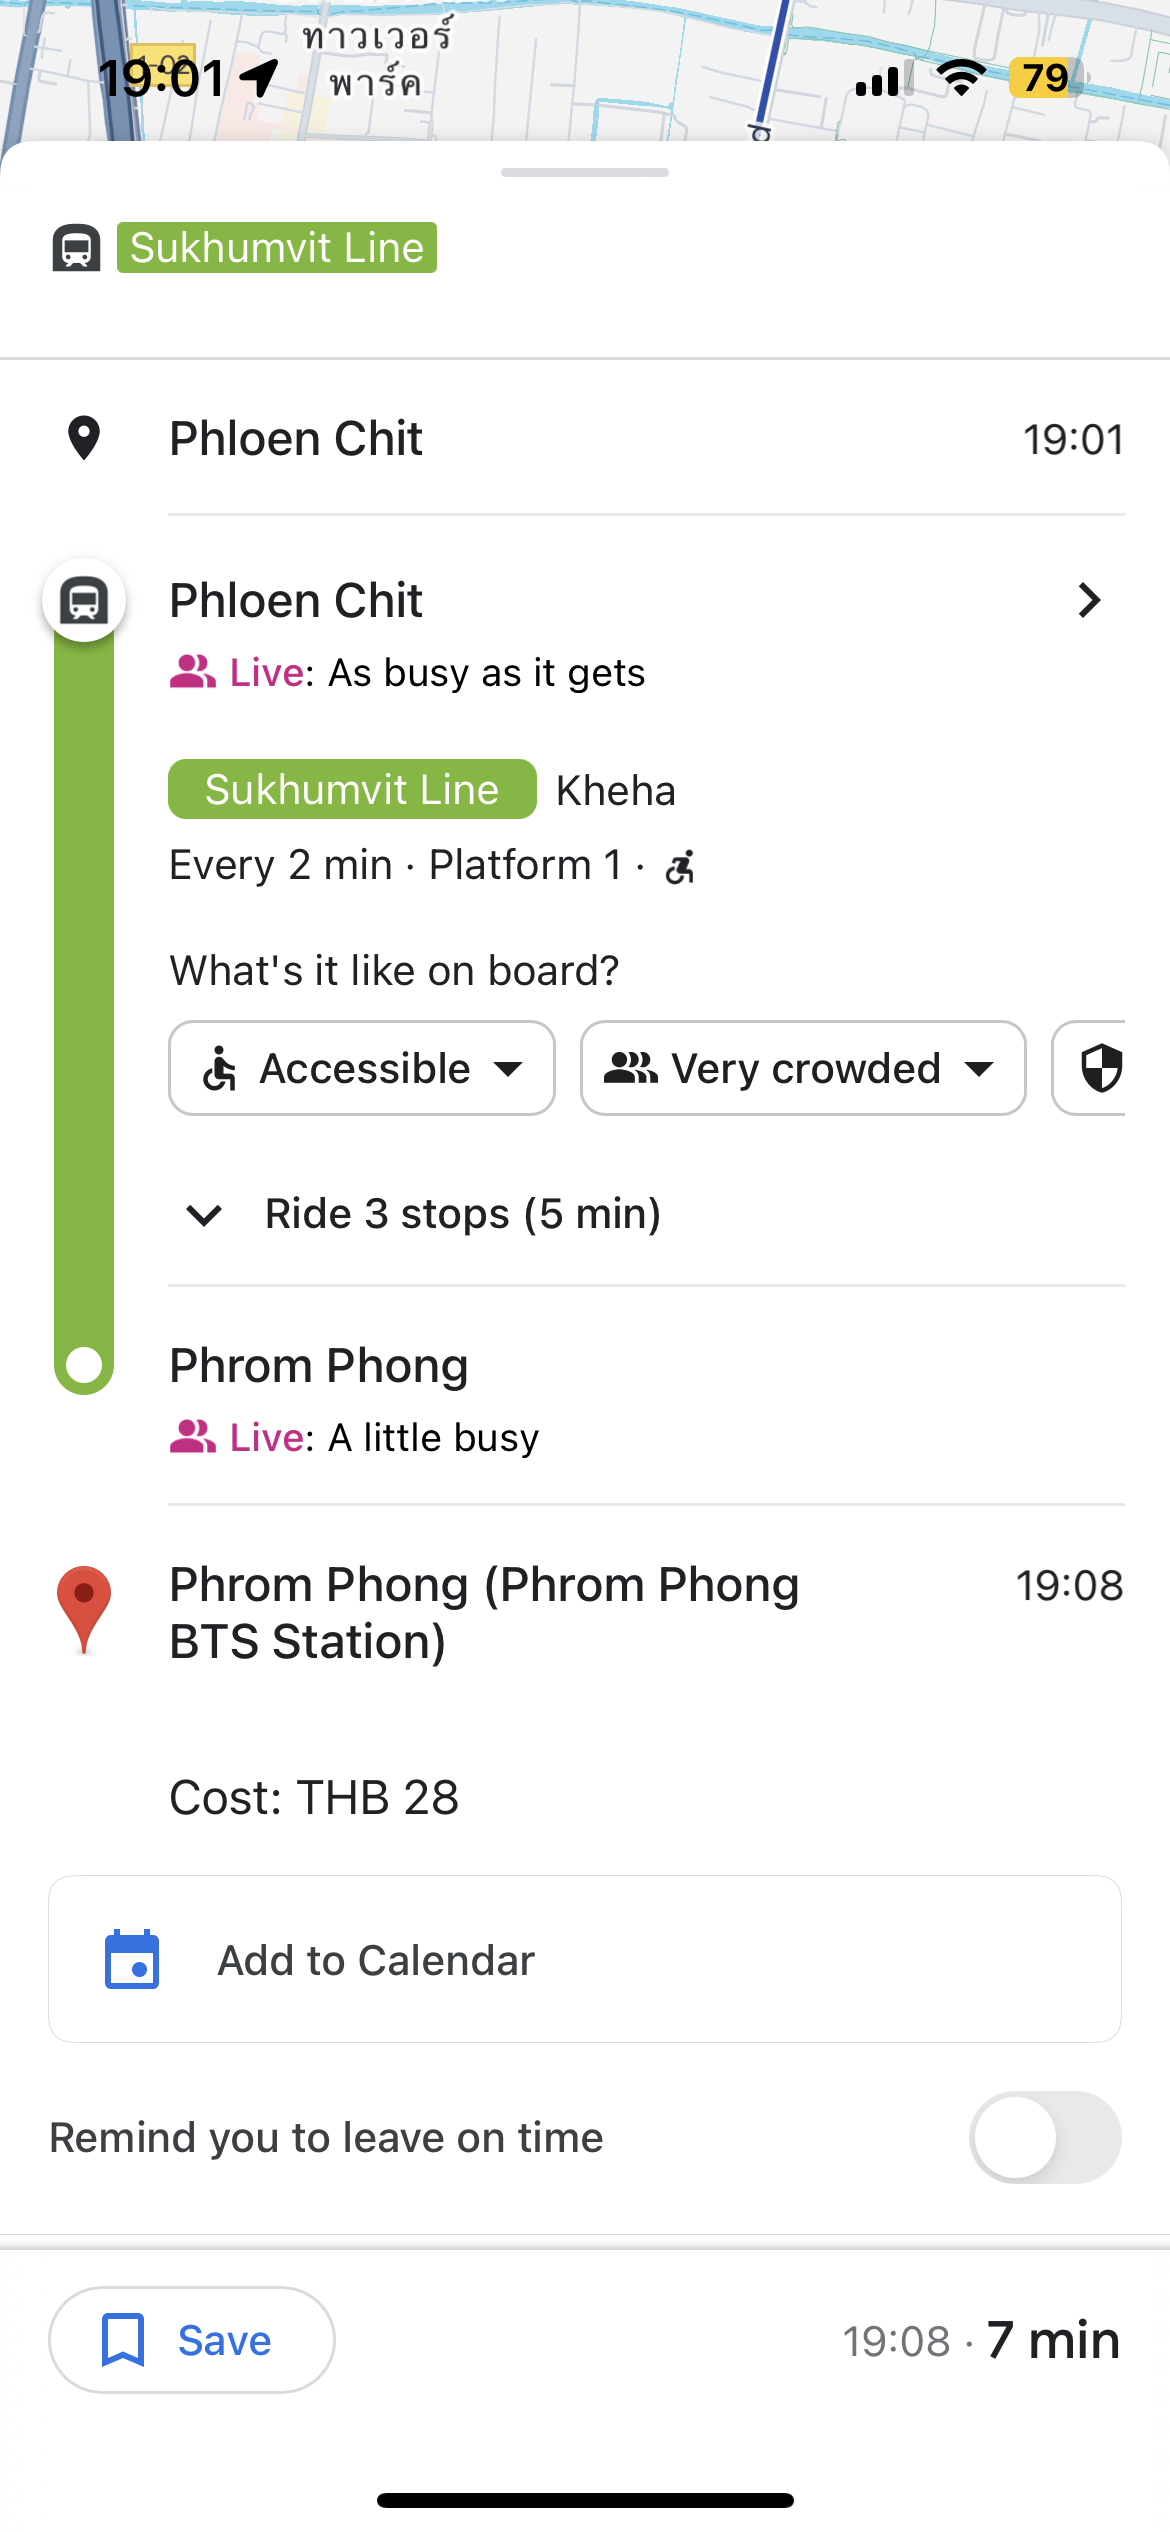 ทาวเวอร์
พาร์ค
19:01
79
Sukhumvit Line
Phloen Chit
19:01
Phloen Chit
Live: As busy as it gets
Sukhumvit Line Kheha
Every 2 min · Platform 1 ·
What's it like on board?
Accessible
Very crowded
Ride 3 stops (5 min)
Phrom Phong
Live: A little busy
Phrom Phong (Phrom Phong
BTS Station)
19:08
Cost: THB 28
Add to Calendar
Remind you to leave on time
Save
19:08 · 7 min